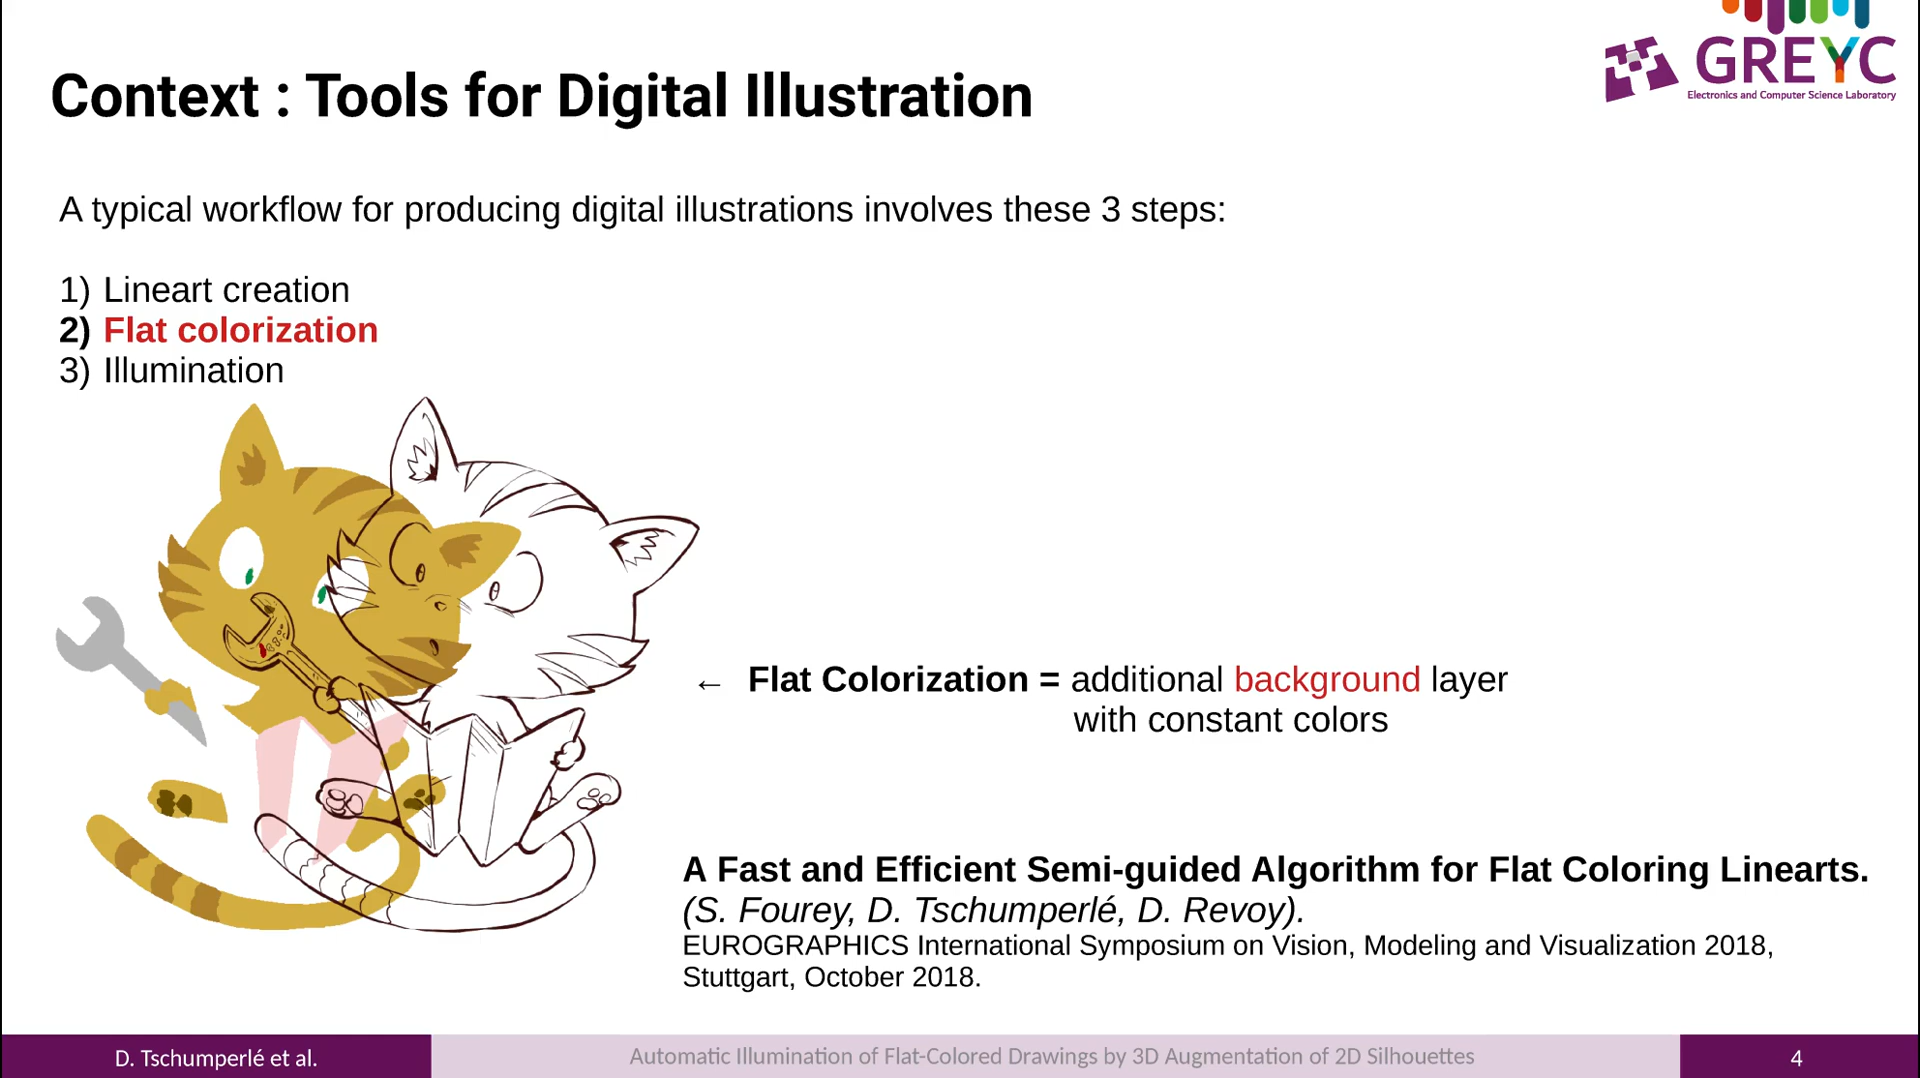 GREYC
Electronics and Computer Science Laboratory
Context : Tools for Digital Illustration
A typical workflow for producing digital illustrations involves these 3 steps:
1) Lineart creation
2) Flat colorization
3) Illumination
← Flat Colorization = additional background layer
with constant colors
A Fast and Efficient Semi-guided Algorithm for Flat Coloring Linearts.
(S. Fourey, D. Tschumperlé, D. Revoy).
EUROGRAPHICS International Symposium on Vision, Modeling and Visualization 2018,
Stuttgart, October 2018.
D. Tschumperlé et al.
Automatic Illumination of Flat-Colored Drawings by 3D Augmentation of 2D Silhouettes
4